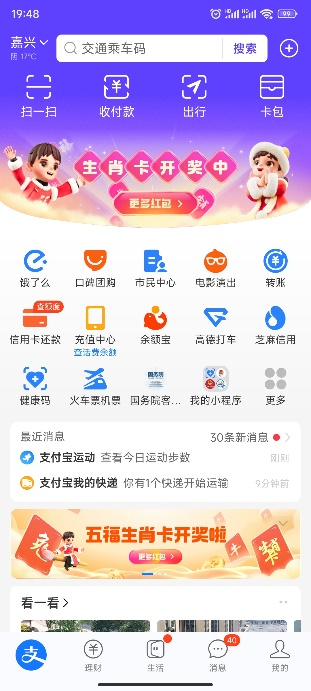 19:48
99
嘉兴
阴 17°C
交通乘车码
搜索
扫一扫
收付款
出行
卡包
生肖卡开奖中
更多红包 >
饿了么
口碑团购
市民中心
电影演出
转账
查额度
信用卡还款
充值中心
余额宝
高德打车
芝麻信用
查话费余额
国务院
健康码
火车票机票
国务院客...
我的小程序
更多
最近消息
30条新消息
支付宝运动 查看今日运动步数
刚刚
支付宝我的快递 你有1个快递开始运输
9分钟前
五福生肖卡开奖啦
更多红包 >
看一看 >
支
理财
生活
40
消息
我的